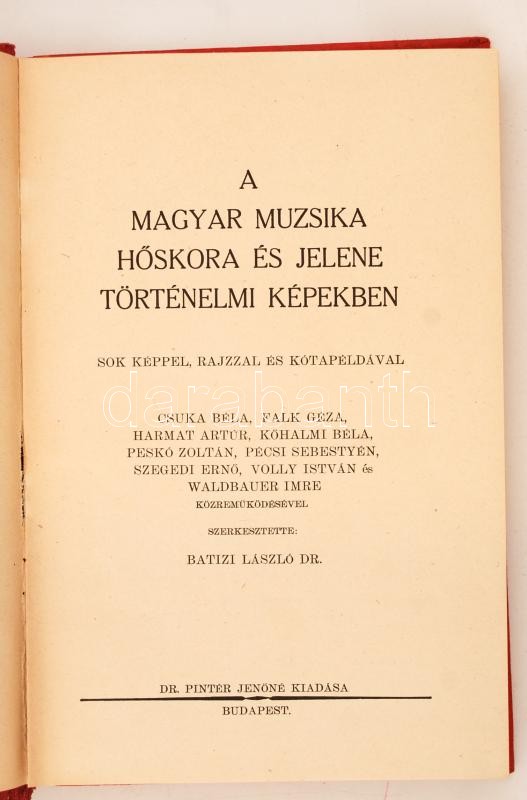 A
MAGYAR MUZSIKA
HŐSKORA ÉS JELENE
TÖRTÉNELMI KÉPEKBEN
SOK KÉPPEL, RAJZZAL ÉS KÓTAPÉLDÁVAL
darabanth
CSUKA BÉLA, FALK GÉZA,
HARMAT ARTÚR, KŐHALMI BÉLA,
PESKÓ ZOLTÁN, PÉCSI SEBESTYÉN,
SZEGEDI ERNŐ, VOLLY ISTVÁN és
WALDBAUER IMRE
KÖZREMŰKÖDÉSÉVEL
SZERKESZTETTE:
BATIZI LÁSZLÓ DR.
DR. PINTÉR JENŐNÉ KIADÁSA
BUDAPEST.